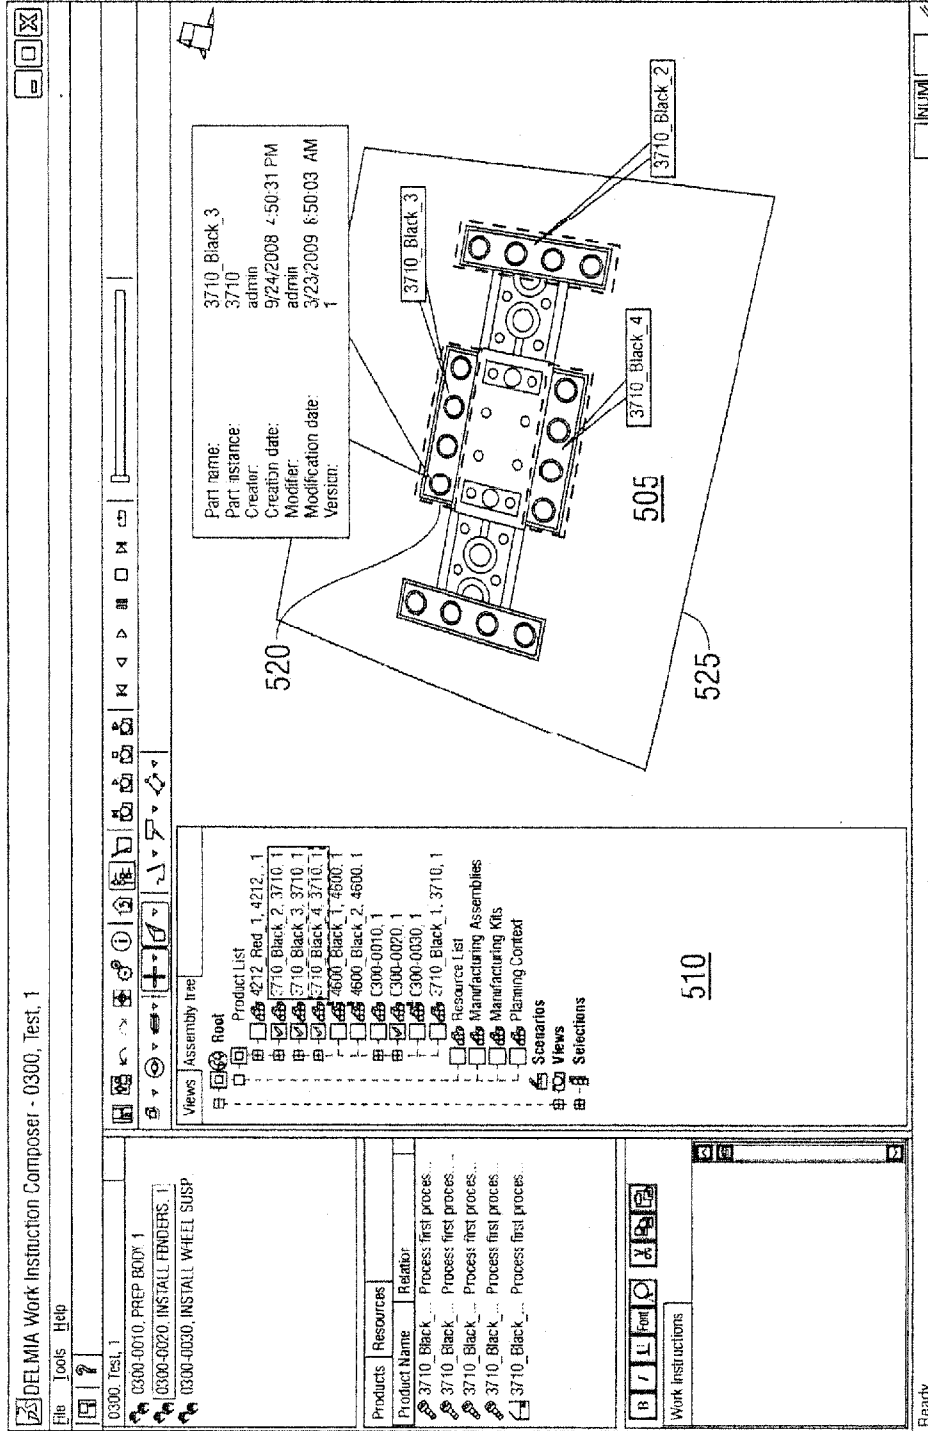 DELMIA Work Instruction Composer - 0300, Test, 1
File Tools Help
0300, Test, 1
0300-0010, PREP BODY, 1
0300-0020, INSTALL FENDERS, 1
0300-0030, INSTALL WHEEL SUSP
Products Resources
Product Name Relation
3710_Black_... Process first proces...
3710_Black_... Process first proces...
3710_Black_... Process first proces...
3710_Black_... Process first proces...
3710_Black_... Process first proces...
B I U Font
Work Instructions
Views Assembly tree
Root
Product List
4212_Red_1, 4212,..1
3710_Black_2, 3710, 1
3710_Black_3, 3710, 1
3710_Black_4, 3710, 1
4600_Black_1, 4600, 1
4600_Black_2, 4600, 1
C300-0010, 1
C300-0020, 1
C300-0030, 1
3710_Black_1, 3710, 1
Resource List
Manufacturing Assemblies
Manufacturing Kits
Planning Context
Scenarios
Views
Selections
510
Part name: 3710_Black_3
Part instance: 3710
Creator: admin
Creation date: 9/24/2008 4:50:31 PM
Modifier: admin
Modification date: 3/23/2009 8:50:03 AM
Version: 1
3710_Black_3
3710_Black_2
3710_Black_4
520
505
525
Ready
NUM